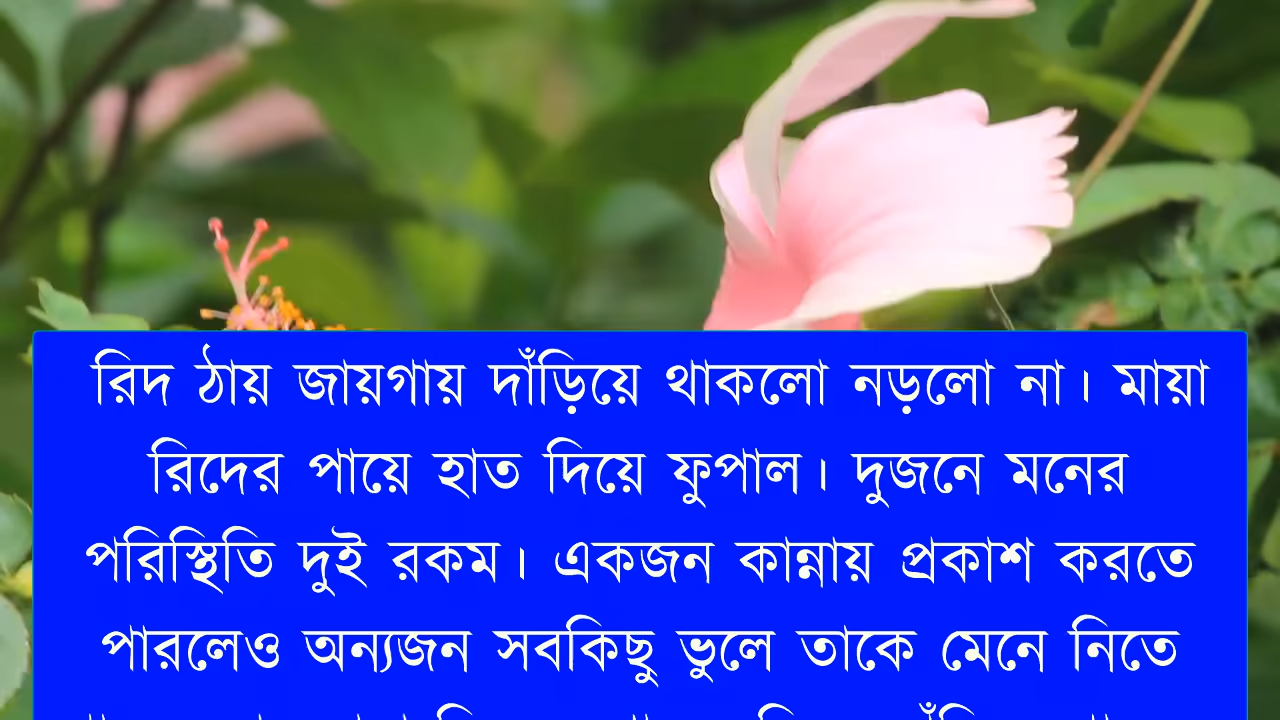 রিদ ঠায় জায়গায় দাঁড়িয়ে থাকলো নড়লো না। মায়া
রিদের পায়ে হাত দিয়ে ফুপাল। দুজনে মনের
পরিস্থিতি দুই রকম। একজন কান্নায় প্রকাশ করতে
পারলেও অন্যজন সবকিছু ভুলে তাকে মেনে নিতে